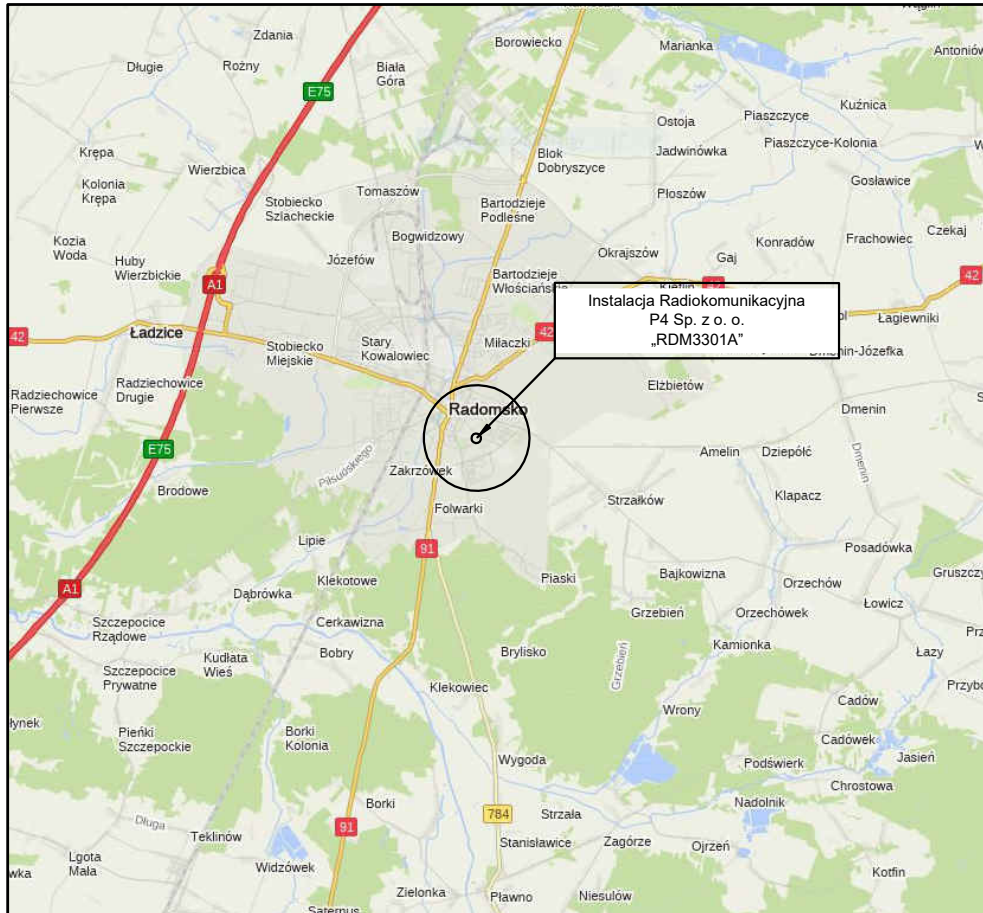 Zdania
Borowiecko
Marianka
Antoniów
Długie
Rożny
Biała
Góra
E75
Kuźnica
Piaszczyce
Ostoja
Piaszczyce-Kolonia
Jadwinówka
Krępa
Wierzbica
Blok
Dobryszyce
Kolonia
Krępa
Tomaszów
Płoszów
Gosławice
Stobiecko
Szlacheckie
Bartodzieje
Podleśne
Czekaj
Kozia
Woda
Bogwidzowy
Konradów
Frachowiec
Okrajszów
Gaj
Huby
Wierzbickie
Józefów
Bartodzieje
Włościańskie
A1
42
Instalacja Radiokomunikacyjna
P4 Sp. z o. o.
„RDM3301A”
Łagiewniki
42
Ładzice
42
Stobiecko
Miejskie
Stary
Kowalowiec
Miłaczki
Dmenin-Józefka
Radziechowice
Pierwsze
Radziechowice
Drugie
Elżbietów
Radomsko
Dmenin
E75
Amelin
Dziepółć
Dmenin
Piłsudskiego
Zakrzówek
Brodowe
Strzałków
Klapacz
Folwarki
Lipie
91
Posadówka
A1
Klekotowe
Piaski
Bajkowizna
Orzechów
Dąbrówka
Łowicz
Szczepocice
Rządowe
Cerkawizna
Grzebień
Orzechówek
Kamionka
Kudłata
Wieś
Bobry
Brylisko
Grzebień
Łazy
Szczepocice
Prywatne
Klekowiec
Cadów
Wrony
Pieńki
Szczepockie
Borki
Kolonia
Cadówek
Jasień
Wygoda
Podświerk
Chrostowa
Borki
784
Strzała
Nadolnik
Długa
91
Teklinów
Stanisławice
Zagórze
Ojrzeń
Lgota
Mała
Widzówek
Kotfin
Zielonka
Pławno
Niesulów